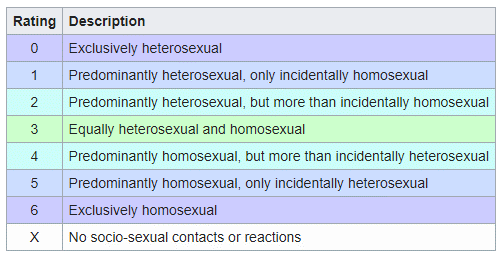 Rating Description
0 Exclusively heterosexual
1 Predominantly heterosexual, only incidentally homosexual
2 Predominantly heterosexual, but more than incidentally homosexual
3 Equally heterosexual and homosexual
4 Predominantly homosexual, but more than incidentally heterosexual
5 Predominantly homosexual, only incidentally heterosexual
6 Exclusively homosexual
X No socio-sexual contacts or reactions